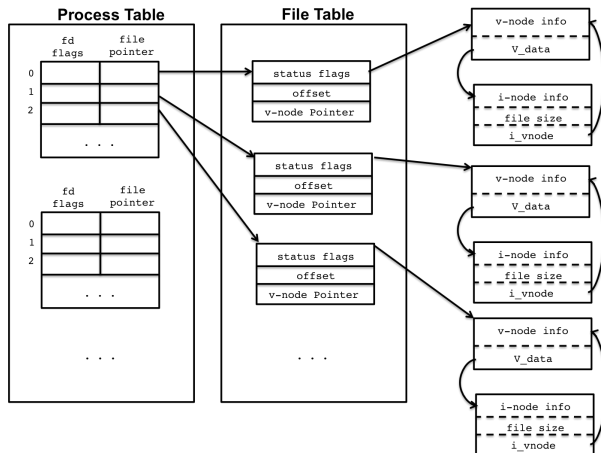 Process Table
fd flags
file pointer
0
1
2
. . .
fd flags
file pointer
0
1
2
. . .
. . .
File Table
status flags
offset
v-node Pointer
status flags
offset
v-node Pointer
status flags
offset
v-node Pointer
. . .
v-node info
V_data
i-node info
file size
i_vnode
v-node info
V_data
i-node info
file size
i_vnode
v-node info
V_data
i-node info
file size
i_vnode